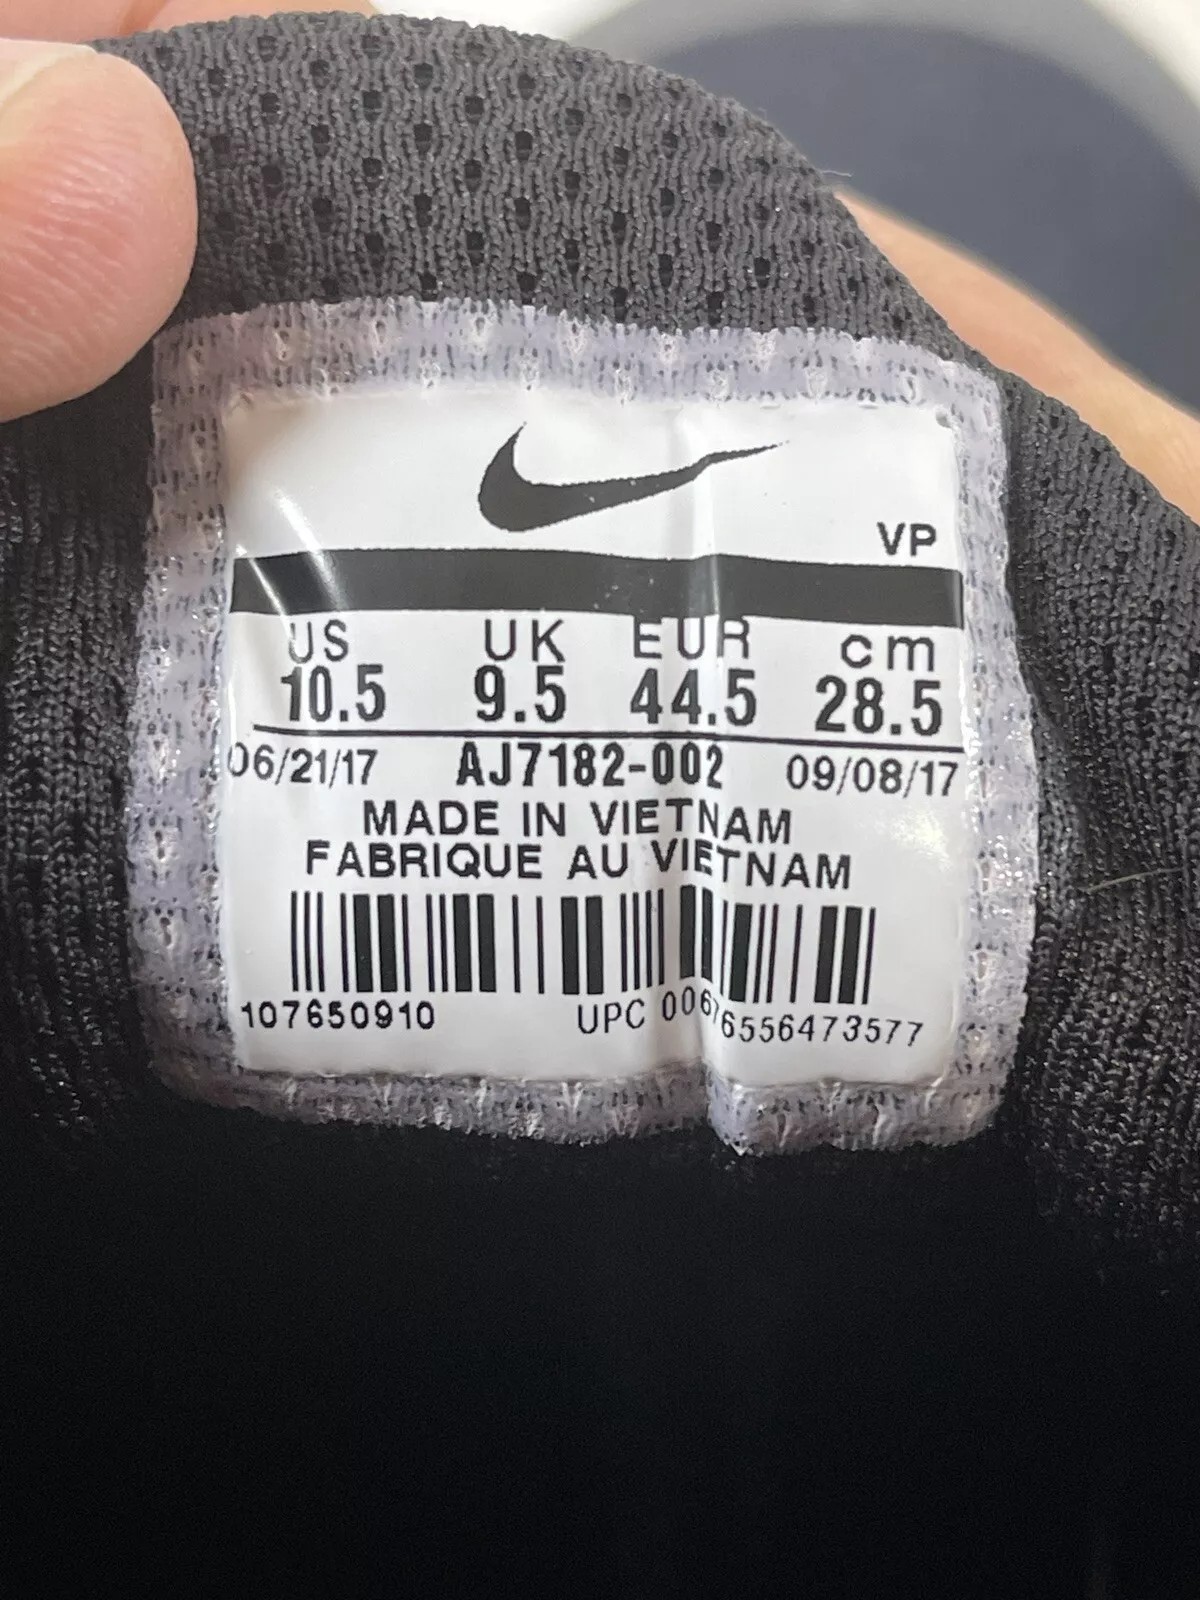 VP
US UK EUR cm
10.5 9.5 44.5 28.5
06/21/17 AJ7182-002 09/08/17
MADE IN VIETNAM
FABRIQUE AU VIETNAM
107650910 UPC 00676556473577